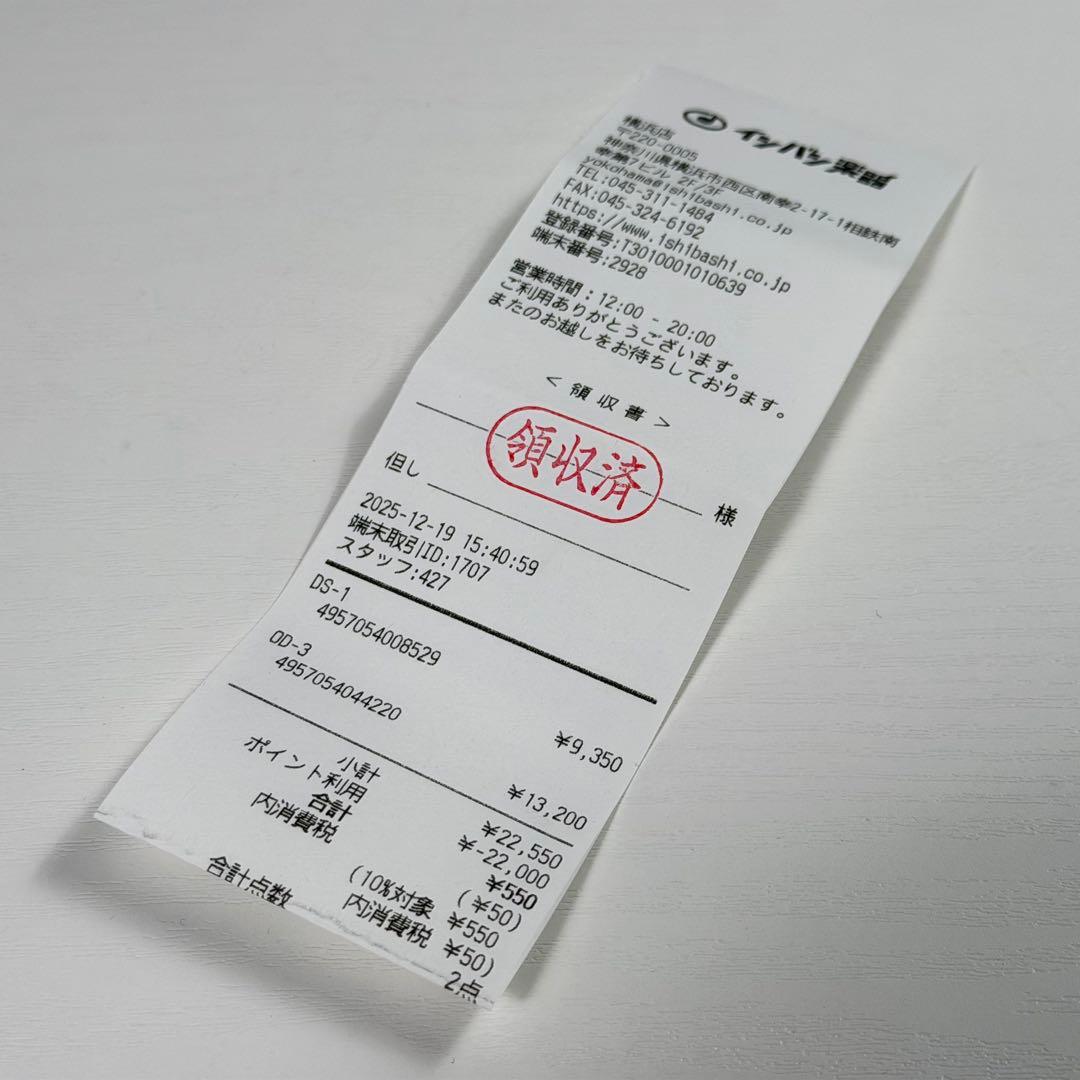 イシバシ楽器
横浜店
〒220-0005
神奈川県横浜市西区南幸2-17-1相鉄南
幸第7ビル 2F/3F
yokohama@ishibashi.co.jp
TEL:045-311-1484
FAX:045-324-6192
https://www.ishibashi.co.jp
登録番号:T3010001010639
端末番号:2928
営業時間:12:00 - 20:00
ご利用ありがとうございます。
またのお越しをお待ちしております。
<領収書>
領収済
様
但し
2025-12-19 15:40:59
端末取引ID:1707
スタッフ:427
DS-1
4957054008529 ¥9,350
OD-3
4957054044220 ¥13,200
小計 ¥22,550
ポイント利用 ¥-22,000
合計 ¥550
内消費税 (¥50)
(10%対象 ¥550
内消費税 ¥50)
合計点数 2点